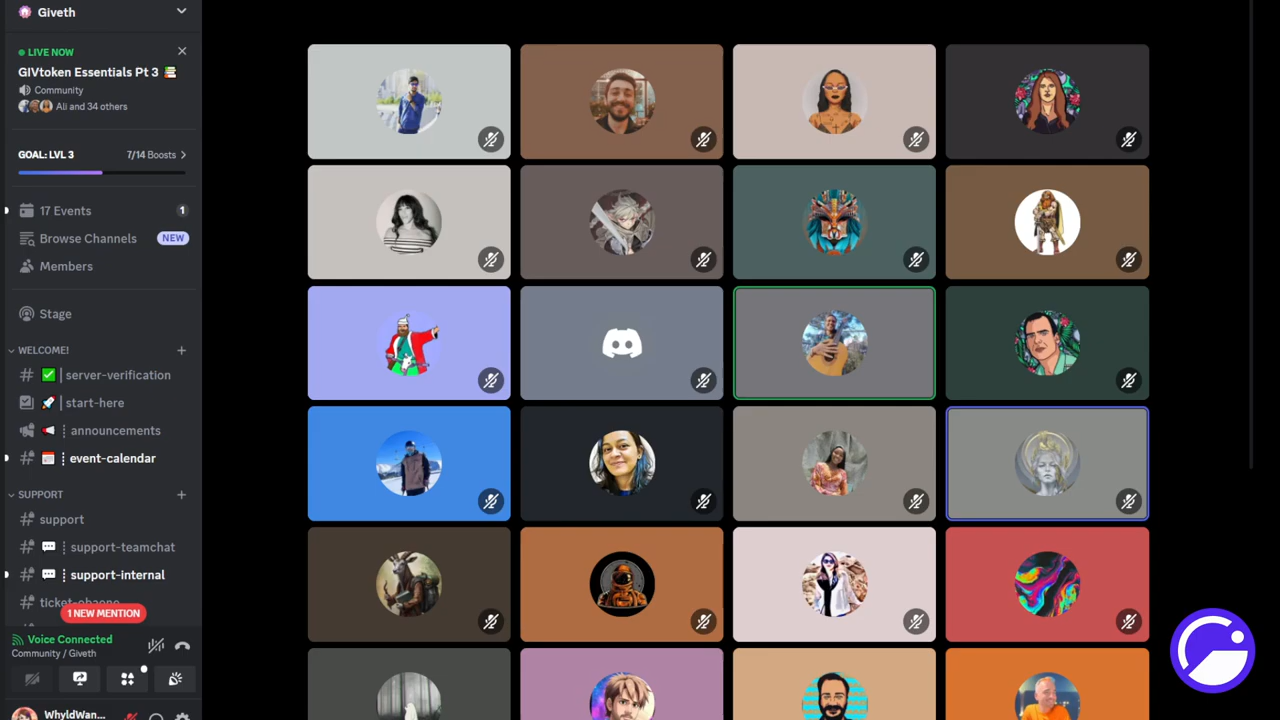 Giveth
LIVE NOW
GIVtoken Essentials Pt 3
Community
Ali and 34 others
GOAL: LVL 3
7/14 Boosts
17 Events
1
Browse Channels
NEW
Members
Stage
WELCOME!
server-verification
start-here
announcements
event-calendar
SUPPORT
support
support-teamchat
support-internal
1 NEW MENTION
Voice Connected
Community / Giveth
WhyldWan...